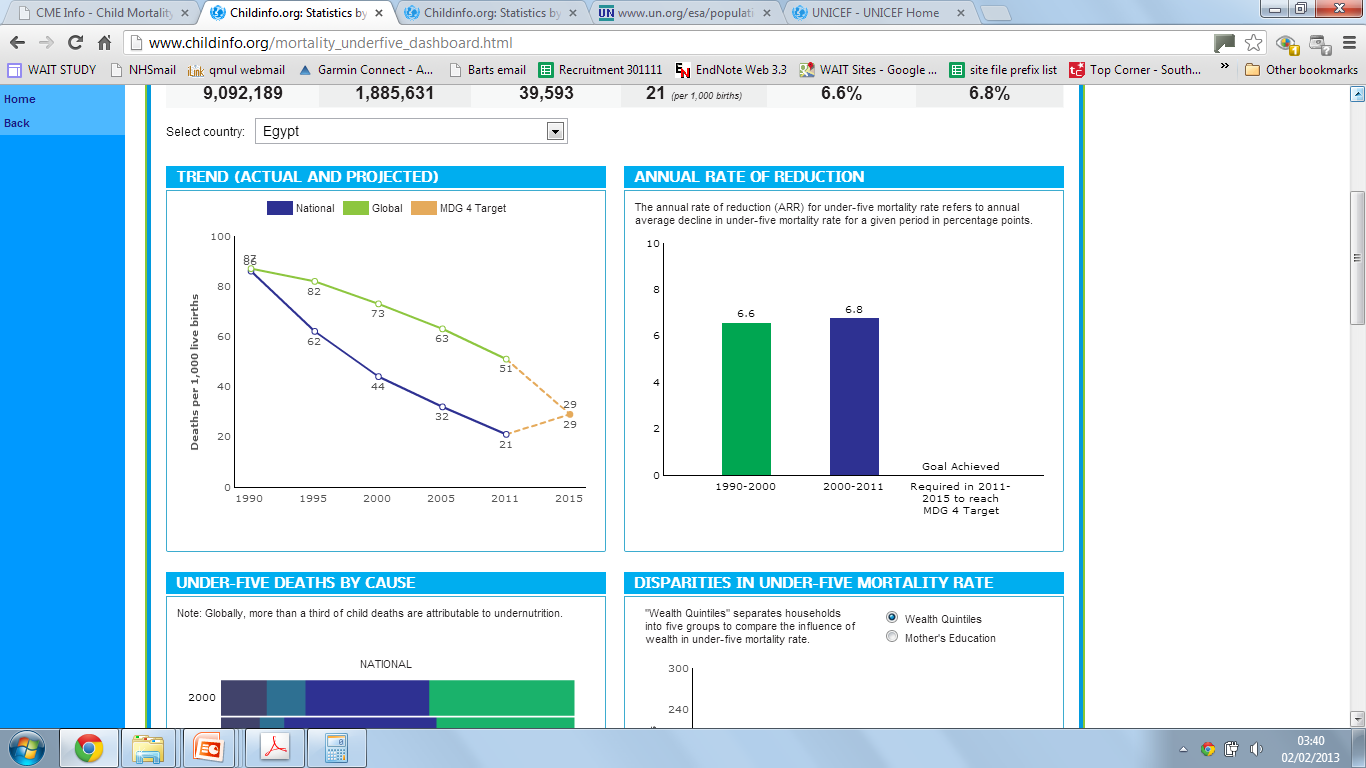 CME Info - Child Mortality
Childinfo.org: Statistics by
Childinfo.org: Statistics by
UN www.un.org/esa/populati
UNICEF - UNICEF Home
www.childinfo.org/mortality_underfive_dashboard.html
WAIT STUDY
NHSmail
qmul webmail
Garmin Connect - A...
Barts email
Recruitment 301111
EndNote Web 3.3
WAIT Sites - Google ...
site file prefix list
Top Corner - South...
»
Other bookmarks
Home
Back
9,092,189 1,885,631 39,593 21 (per 1,000 births) 6.6% 6.8%
Select country: Egypt
TREND (ACTUAL AND PROJECTED)
National Global MDG 4 Target
Deaths per 1,000 live births
100
80
60
40
20
0
87
86
82
73
63
51
62
44
32
21
29
29
1990 1995 2000 2005 2011 2015
ANNUAL RATE OF REDUCTION
The annual rate of reduction (ARR) for under-five mortality rate refers to annual
average decline in under-five mortality rate for a given period in percentage points.
10
8
6
4
2
0
6.6
6.8
Goal Achieved
1990-2000 2000-2011 Required in 2011-
2015 to reach
MDG 4 Target
UNDER-FIVE DEATHS BY CAUSE
Note: Globally, more than a third of child deaths are attributable to undernutrition.
NATIONAL
2000
DISPARITIES IN UNDER-FIVE MORTALITY RATE
"Wealth Quintiles" separates households
into five groups to compare the influence of
wealth in under-five mortality rate.
Wealth Quintiles
Mother's Education
300
240
03:40
02/02/2013